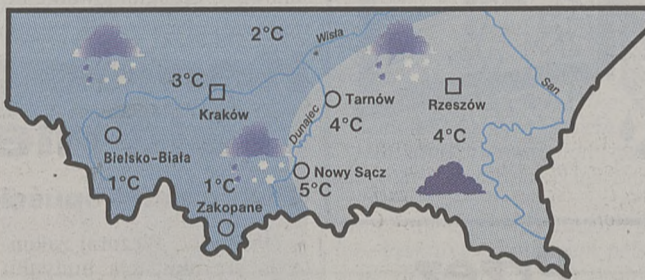 2°C
Wisła
3°C
Kraków
San
Tarnów
4°C
Dunajec
Rzeszów
4°C
Bielsko-Biała
1°C
1°C
Zakopane
Nowy Sącz
5°C